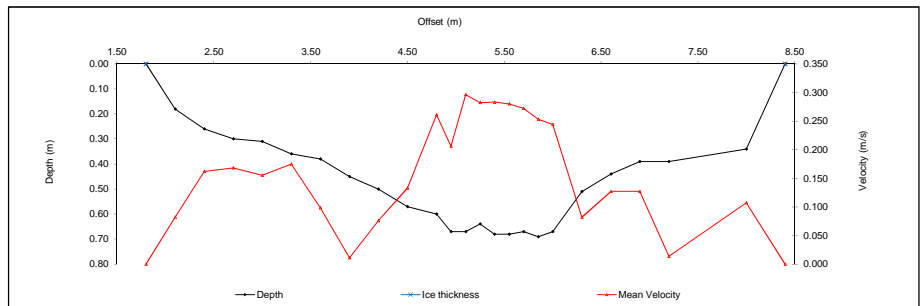 Offset (m)
1.50 2.50 3.50 4.50 5.50 6.50 7.50 8.50
0.00 0.350
0.10 0.300
0.20 0.250
0.30 0.200
0.40 0.150
0.50 0.100
0.60 0.050
0.70 0.000
0.80
Depth (m)
Velocity (m/s)
Depth Ice thickness Mean Velocity